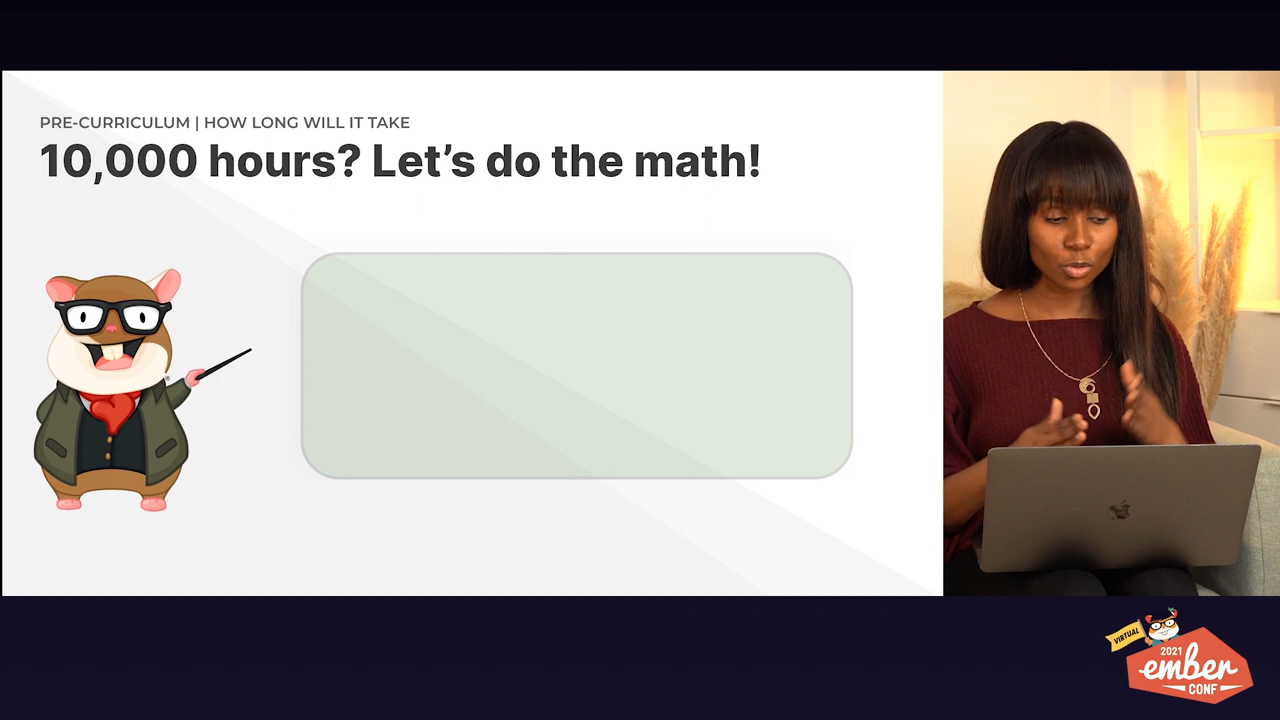 PRE-CURRICULUM | HOW LONG WILL IT TAKE
10,000 hours? Let's do the math!
VIRTUAL
2021
ember
CONF